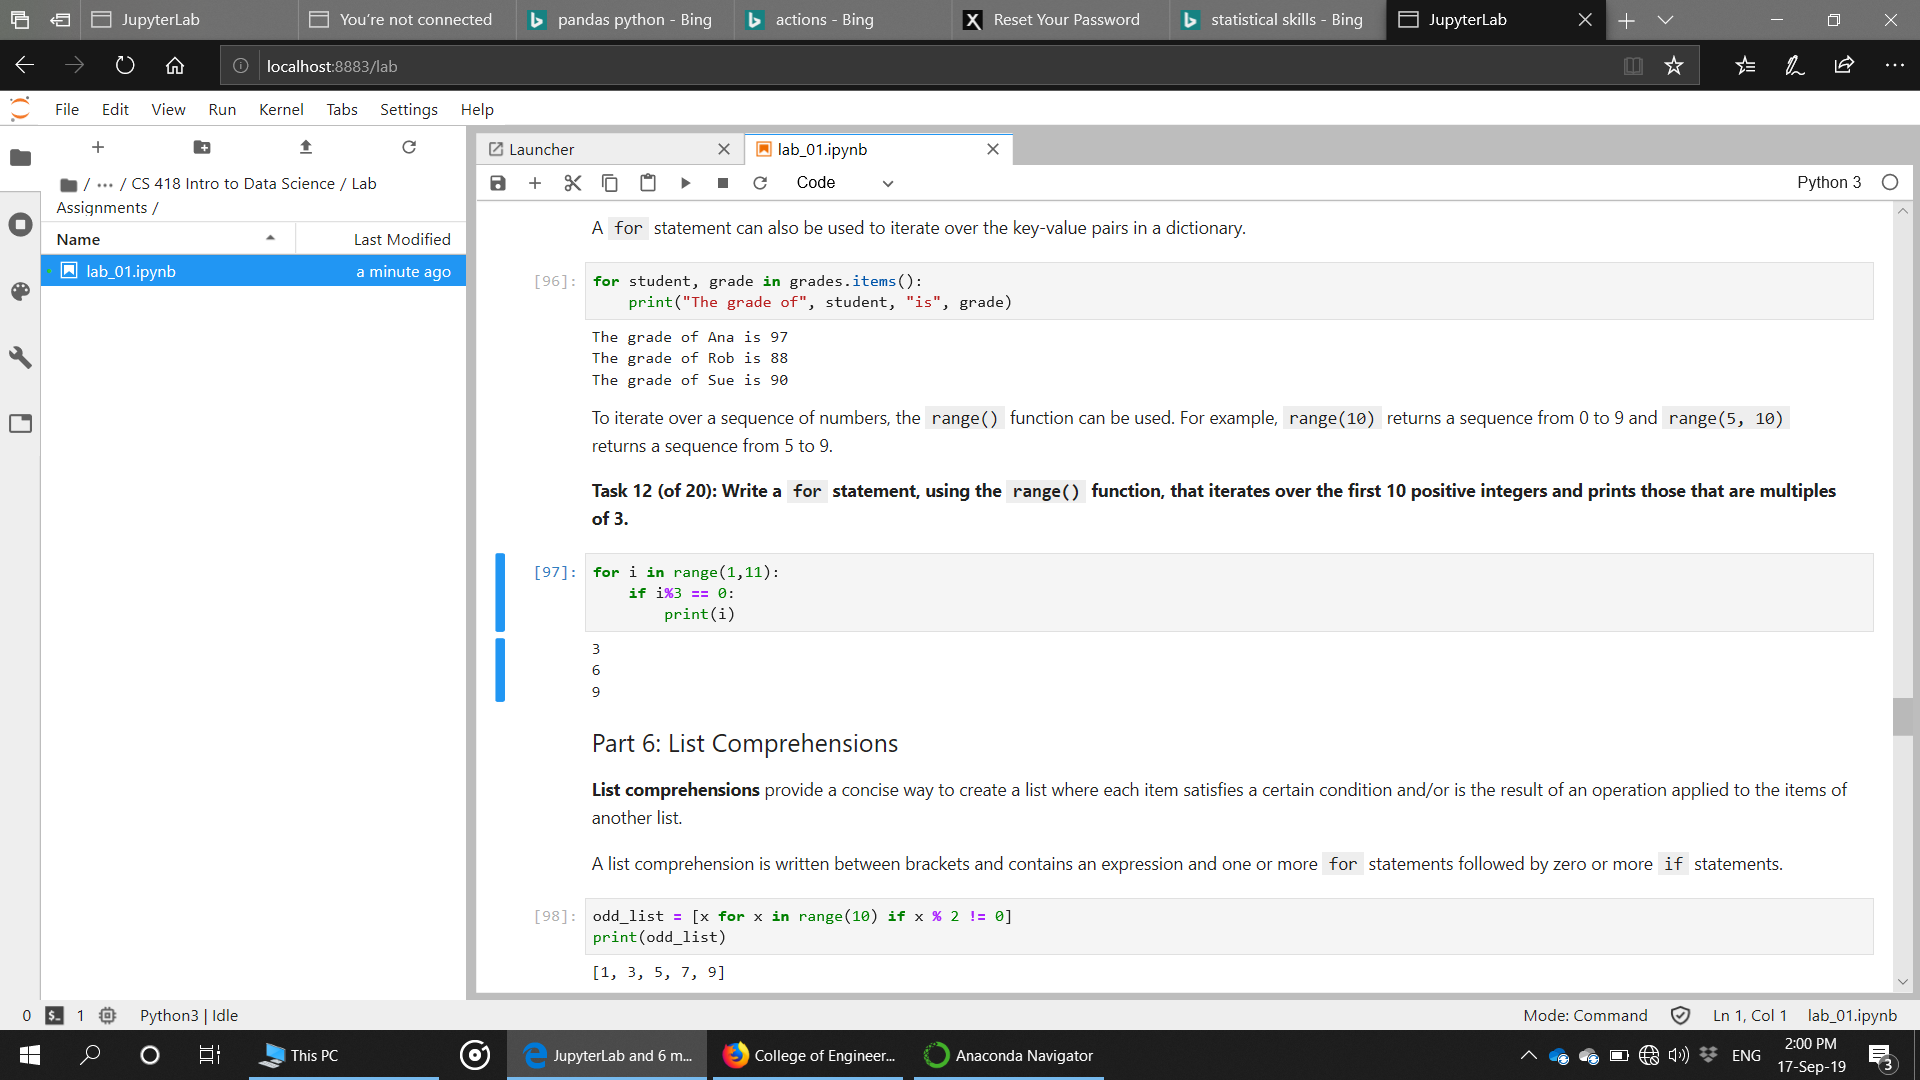 JupyterLab
You're not connected
pandas python - Bing
actions - Bing
Reset Your Password
statistical skills - Bing
JupyterLab
localhost:8883/lab
File Edit View Run Kernel Tabs Settings Help
/ ··· / CS 418 Intro to Data Science / Lab
Assignments /
Name Last Modified
lab_01.ipynb a minute ago
Launcher
lab_01.ipynb
Code
Python 3
A for statement can also be used to iterate over the key-value pairs in a dictionary.
[96]: for student, grade in grades.items():
print("The grade of", student, "is", grade)
The grade of Ana is 97
The grade of Rob is 88
The grade of Sue is 90
To iterate over a sequence of numbers, the range() function can be used. For example, range(10) returns a sequence from 0 to 9 and range(5, 10)
returns a sequence from 5 to 9.
Task 12 (of 20): Write a for statement, using the range() function, that iterates over the first 10 positive integers and prints those that are multiples
of 3.
[97]: for i in range(1,11):
if i%3 == 0:
print(i)
3
6
9
Part 6: List Comprehensions
List comprehensions provide a concise way to create a list where each item satisfies a certain condition and/or is the result of an operation applied to the items of
another list.
A list comprehension is written between brackets and contains an expression and one or more for statements followed by zero or more if statements.
[98]: odd_list = [x for x in range(10) if x % 2 != 0]
print(odd_list)
[1, 3, 5, 7, 9]
0 $_ 1 Python3 | Idle
Mode: Command Ln 1, Col 1 lab_01.ipynb
This PC
JupyterLab and 6 m...
College of Engineer...
Anaconda Navigator
ENG
2:00 PM
17-Sep-19
3